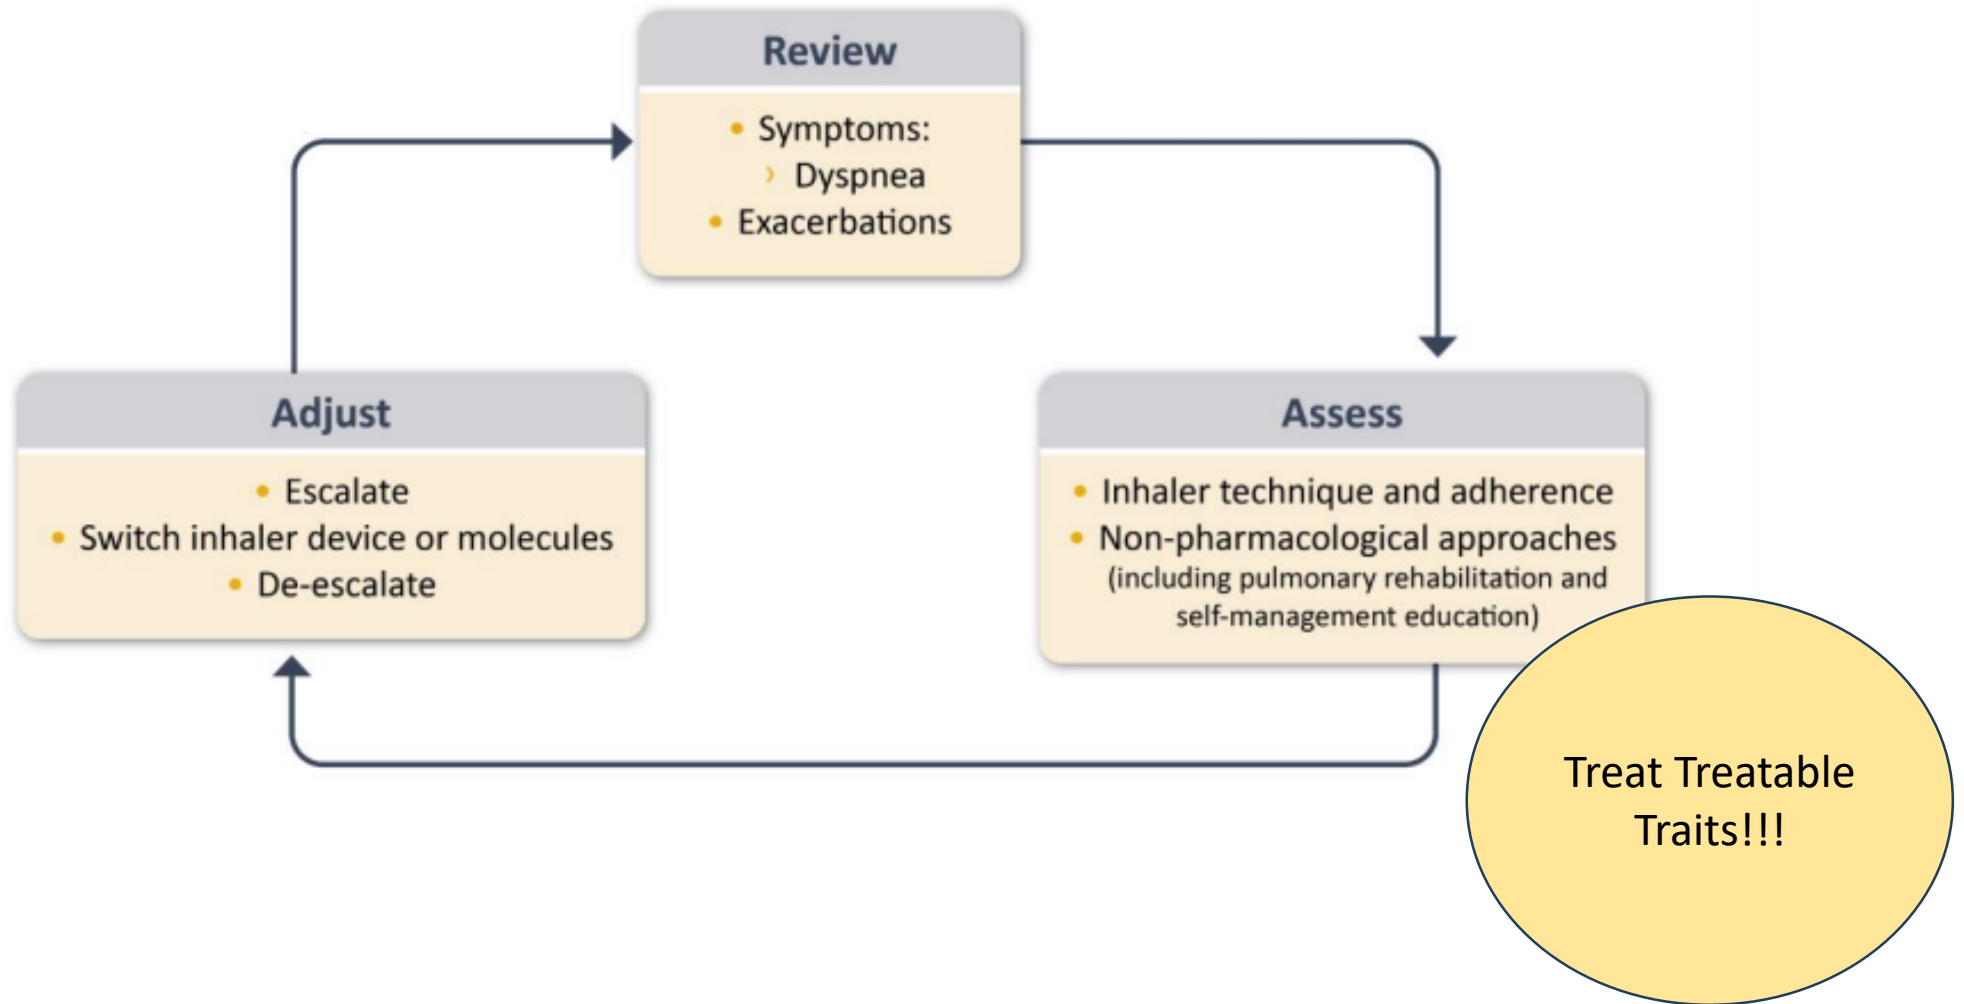 Review
• Symptoms:
› Dyspnea
• Exacerbations
Adjust
• Escalate
• Switch inhaler device or molecules
• De-escalate
Assess
• Inhaler technique and adherence
• Non-pharmacological approaches
(including pulmonary rehabilitation and
self-management education)
Treat Treatable
Traits!!!